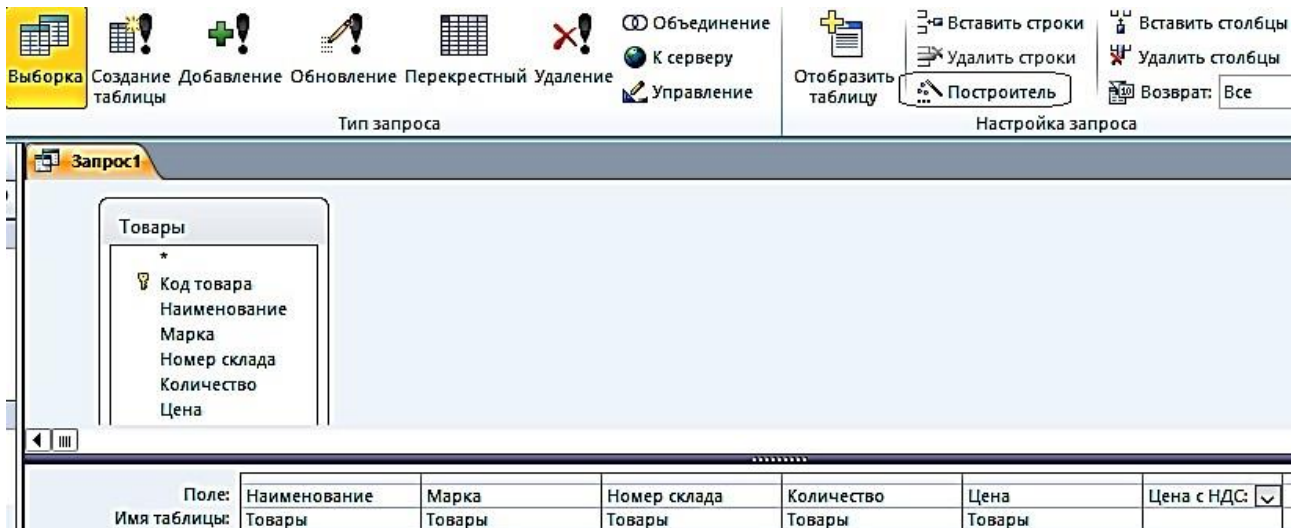 Выборка Создание таблицы Добавление Обновление Перекрестный Удаление
Объединение
К серверу
Управление
Тип запроса
Отобразить таблицу
Вставить строки
Удалить строки
Построитель
Вставить столбцы
Удалить столбцы
Возврат: Все
Настройка запроса
Запрос1
Товары
*
Код товара
Наименование
Марка
Номер склада
Количество
Цена
Поле: Наименование Марка Номер склада Количество Цена Цена с НДС:
Имя таблицы: Товары Товары Товары Товары Товары